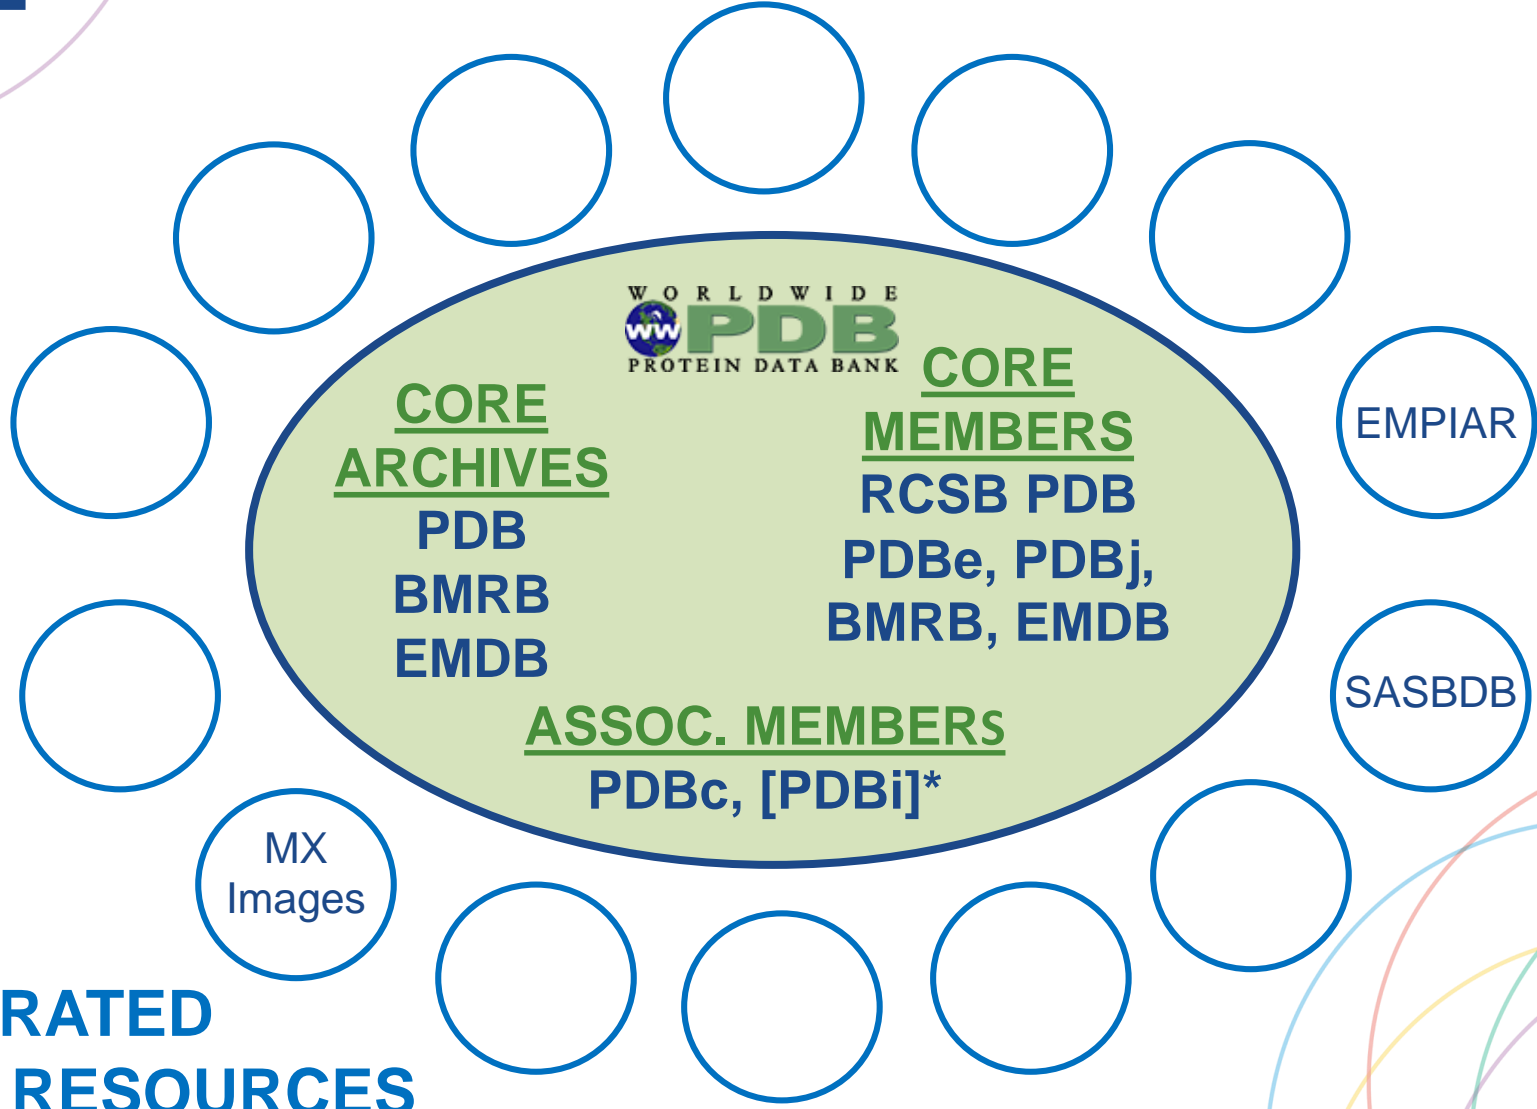 WORLDWIDE
ww PDB
PROTEIN DATA BANK
CORE
ARCHIVES
PDB
BMRB
EMDB
CORE
MEMBERS
RCSB PDB
PDBe, PDBj,
BMRB, EMDB
ASSOC. MEMBERS
PDBc, [PDBi]*
EMPIAR
SASBDB
MX
Images
RATED
RESOURCES